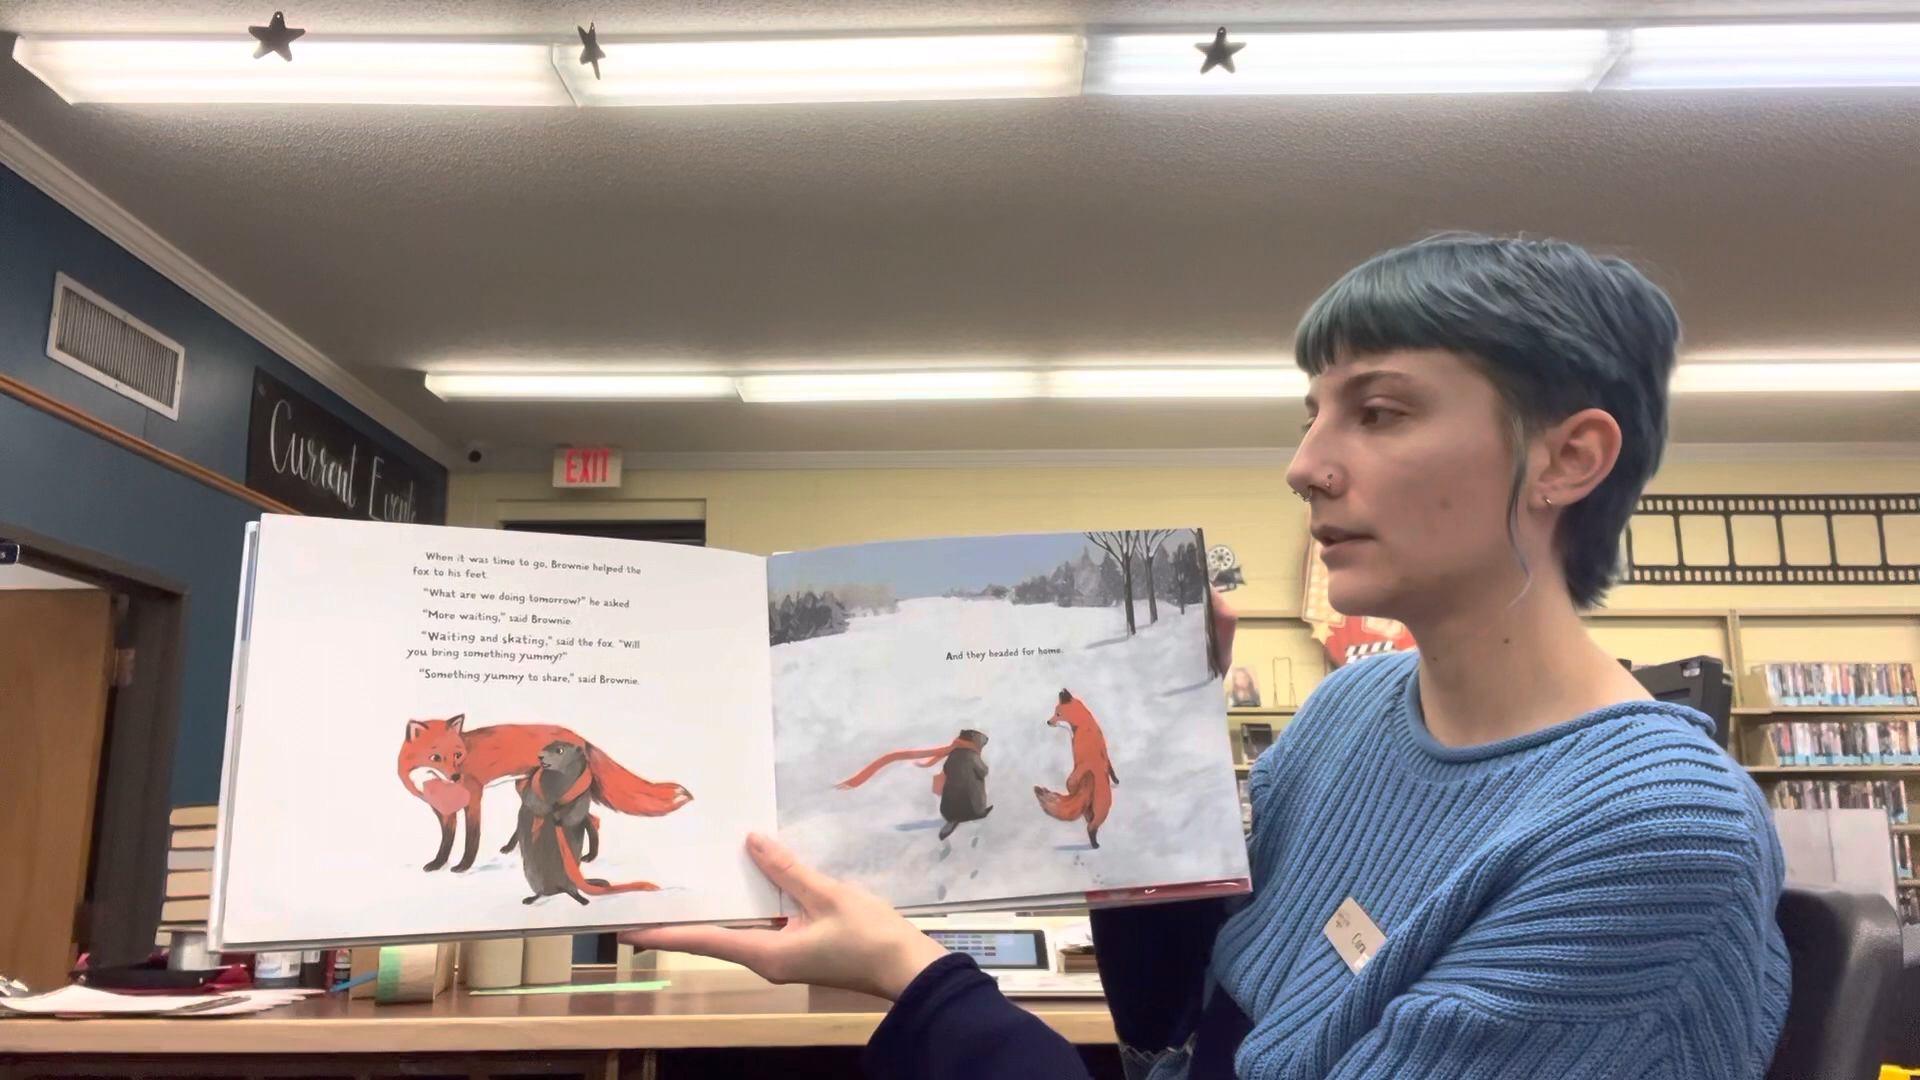 Current Events
EXIT
When it was time to go, Brownie helped the
fox to his feet.
"What are we doing tomorrow?" he asked
"More waiting," said Brownie.
"Waiting and skating," said the fox. "Will
you bring something yummy?"
"Something yummy to share," said Brownie.
And they headed for home.